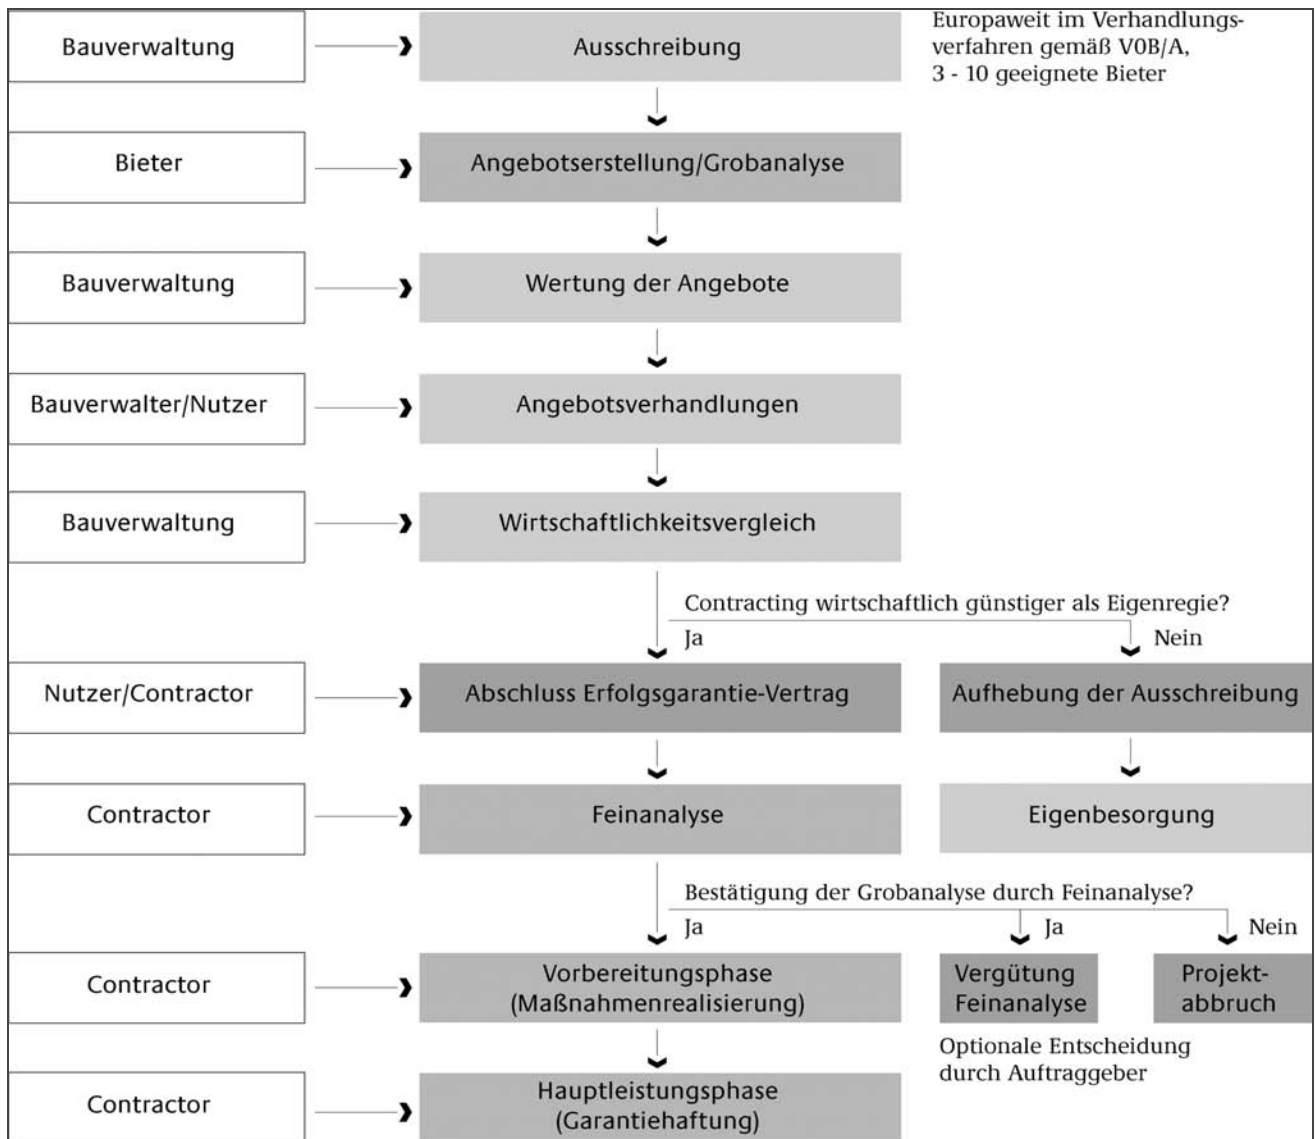 Bauverwaltung
Ausschreibung
Europaweit im Verhandlungs-
verfahren gemäß V0B/A,
3 - 10 geeignete Bieter
Bieter
Angebotserstellung/Grobanalyse
Bauverwaltung
Wertung der Angebote
Bauverwalter/Nutzer
Angebotsverhandlungen
Bauverwaltung
Wirtschaftlichkeitsvergleich
Contracting wirtschaftlich günstiger als Eigenregie?
Ja
Nein
Nutzer/Contractor
Abschluss Erfolgsgarantie-Vertrag
Aufhebung der Ausschreibung
Contractor
Feinanalyse
Eigenbesorgung
Bestätigung der Grobanalyse durch Feinanalyse?
Ja
Ja
Nein
Contractor
Vorbereitungsphase
(Maßnahmenrealisierung)
Vergütung
Feinanalyse
Projekt-
abbruch
Optionale Entscheidung
durch Auftraggeber
Contractor
Hauptleistungsphase
(Garantiehaftung)